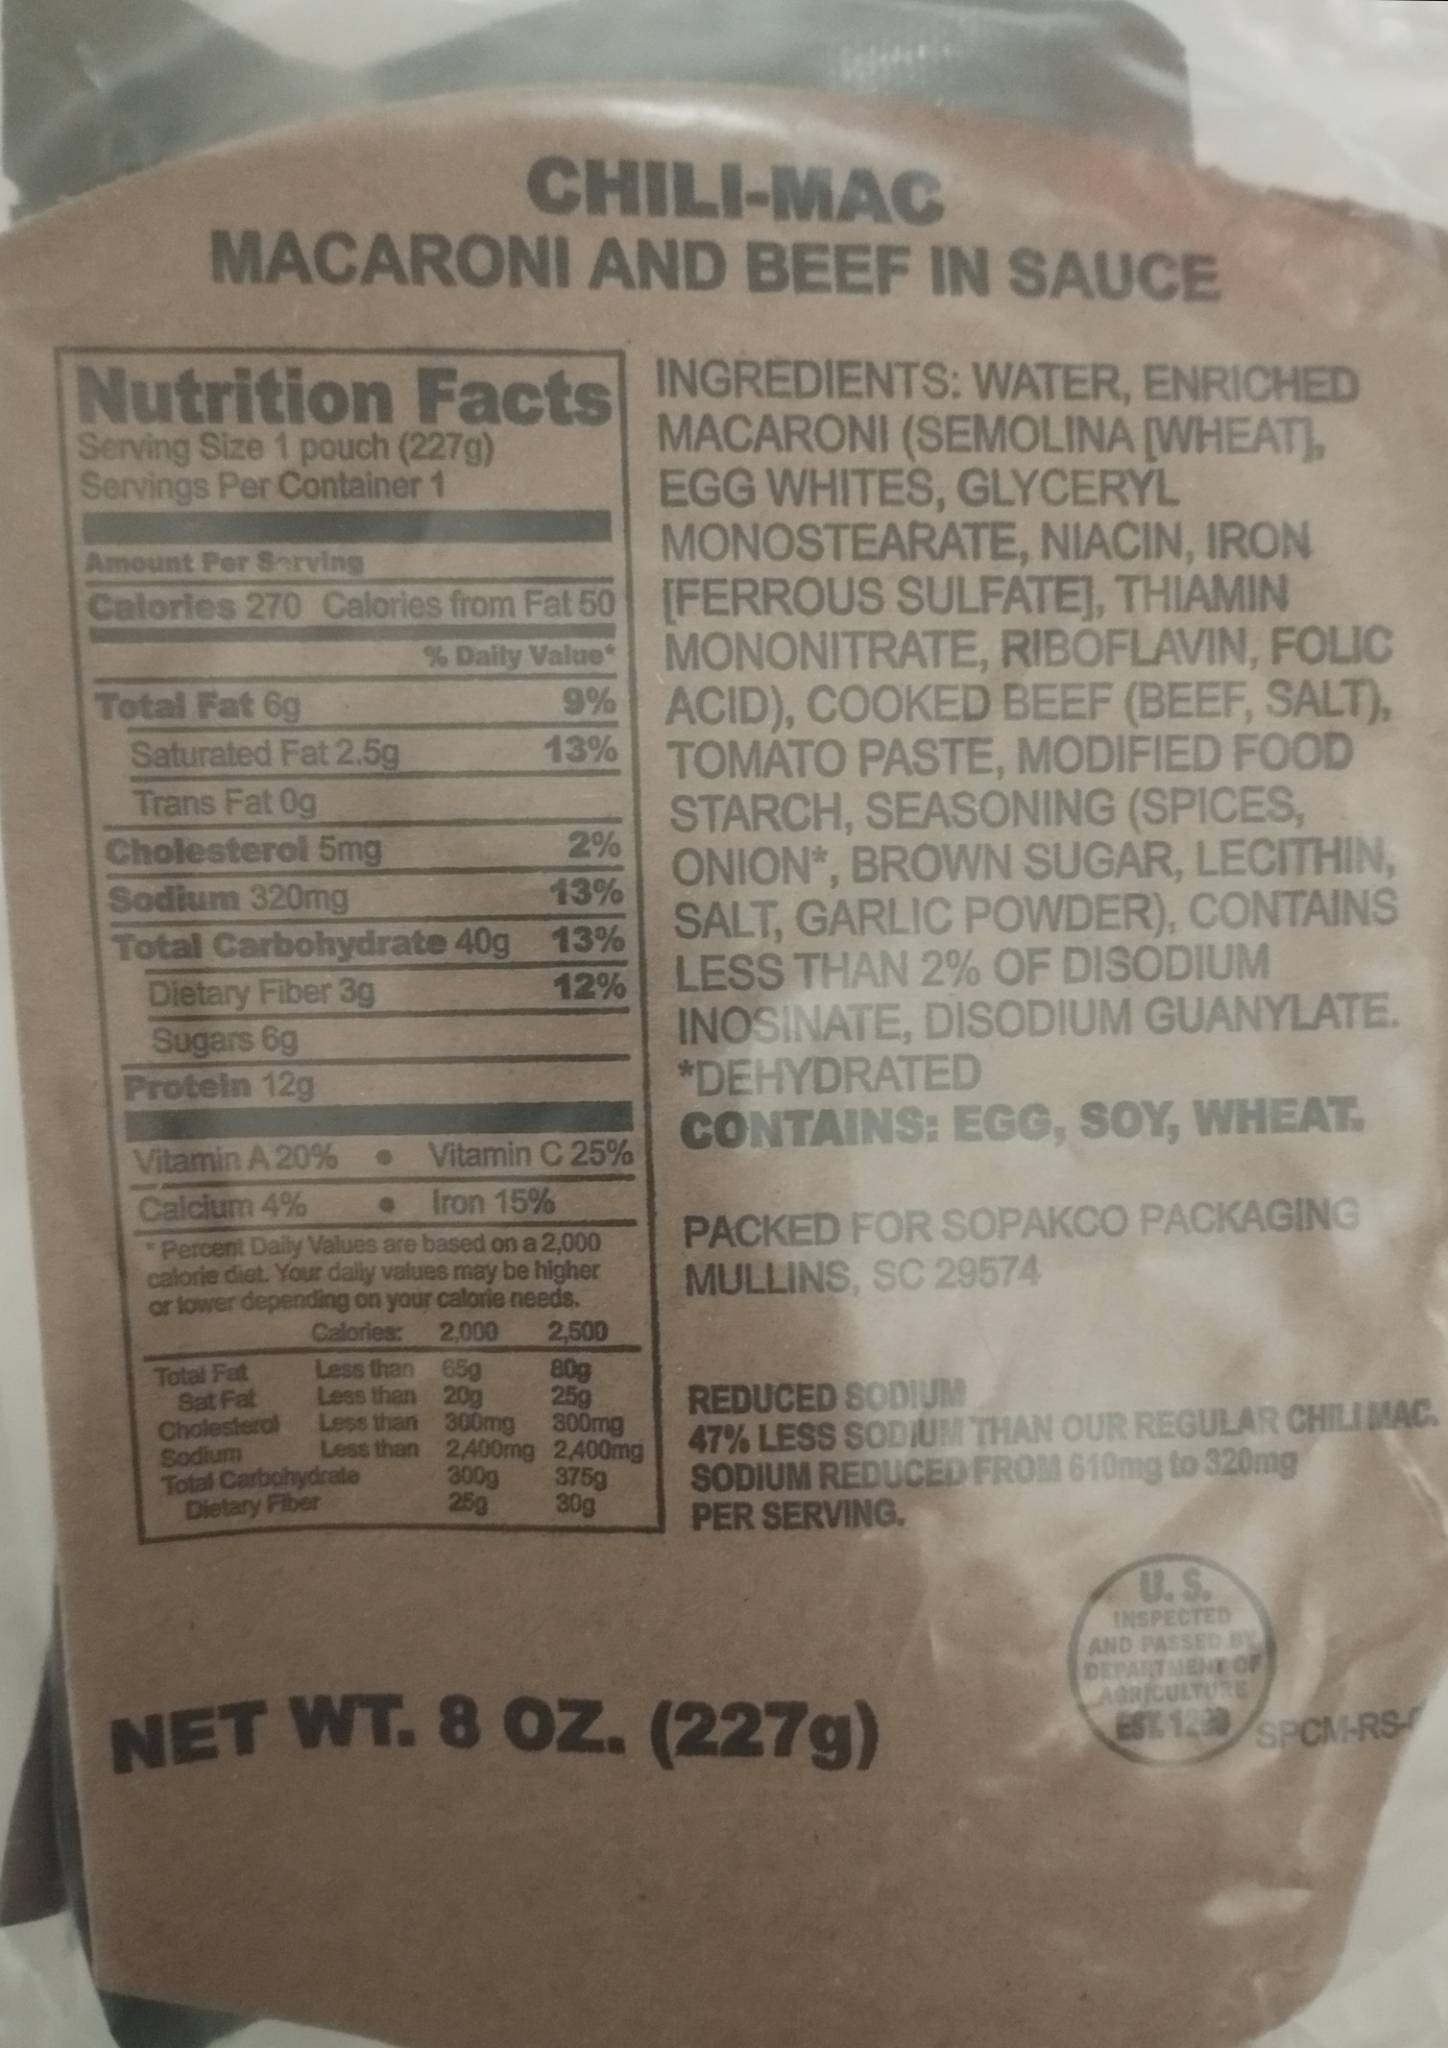 CHILI-MAC
MACARONI AND BEEF IN SAUCE
Nutrition Facts
Serving Size 1 pouch (227g)
Servings Per Container 1
Amount Per Serving
Calories 270 Calories from Fat 50
% Daily Value*
Total Fat 6g 9%
Saturated Fat 2.5g 13%
Trans Fat 0g
Cholesterol 5mg 2%
Sodium 320mg 13%
Total Carbohydrate 40g 13%
Dietary Fiber 3g 12%
Sugars 6g
Protein 12g
Vitamin A 20% • Vitamin C 25%
Calcium 4% • Iron 15%
* Percent Daily Values are based on a 2,000
calorie diet. Your daily values may be higher
or lower depending on your calorie needs.
Calories: 2,000 2,500
Total Fat Less than 65g 80g
Sat Fat Less than 20g 25g
Cholesterol Less than 300mg 300mg
Sodium Less than 2,400mg 2,400mg
Total Carbohydrate 300g 375g
Dietary Fiber 25g 30g
INGREDIENTS: WATER, ENRICHED
MACARONI (SEMOLINA [WHEAT],
EGG WHITES, GLYCERYL
MONOSTEARATE, NIACIN, IRON
[FERROUS SULFATE], THIAMIN
MONONITRATE, RIBOFLAVIN, FOLIC
ACID), COOKED BEEF (BEEF, SALT),
TOMATO PASTE, MODIFIED FOOD
STARCH, SEASONING (SPICES,
ONION*, BROWN SUGAR, LECITHIN,
SALT, GARLIC POWDER), CONTAINS
LESS THAN 2% OF DISODIUM
INOSINATE, DISODIUM GUANYLATE.
*DEHYDRATED
CONTAINS: EGG, SOY, WHEAT.
PACKED FOR SOPAKCO PACKAGING
MULLINS, SC 29574
REDUCED SODIUM
47% LESS SODIUM THAN OUR REGULAR CHILI MAC.
SODIUM REDUCED FROM 610mg to 320mg
PER SERVING.
U. S.
INSPECTED
AND PASSED BY
DEPARTMENT OF
AGRICULTURE
EST.
SPCM-RS-
NET WT. 8 OZ. (227g)